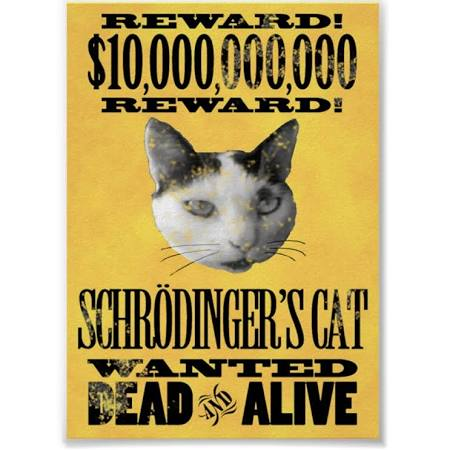 REWARD!
$10,000,000,000
REWARD!
SCHRÖDINGER'S CAT
WANTED
DEAD AND ALIVE